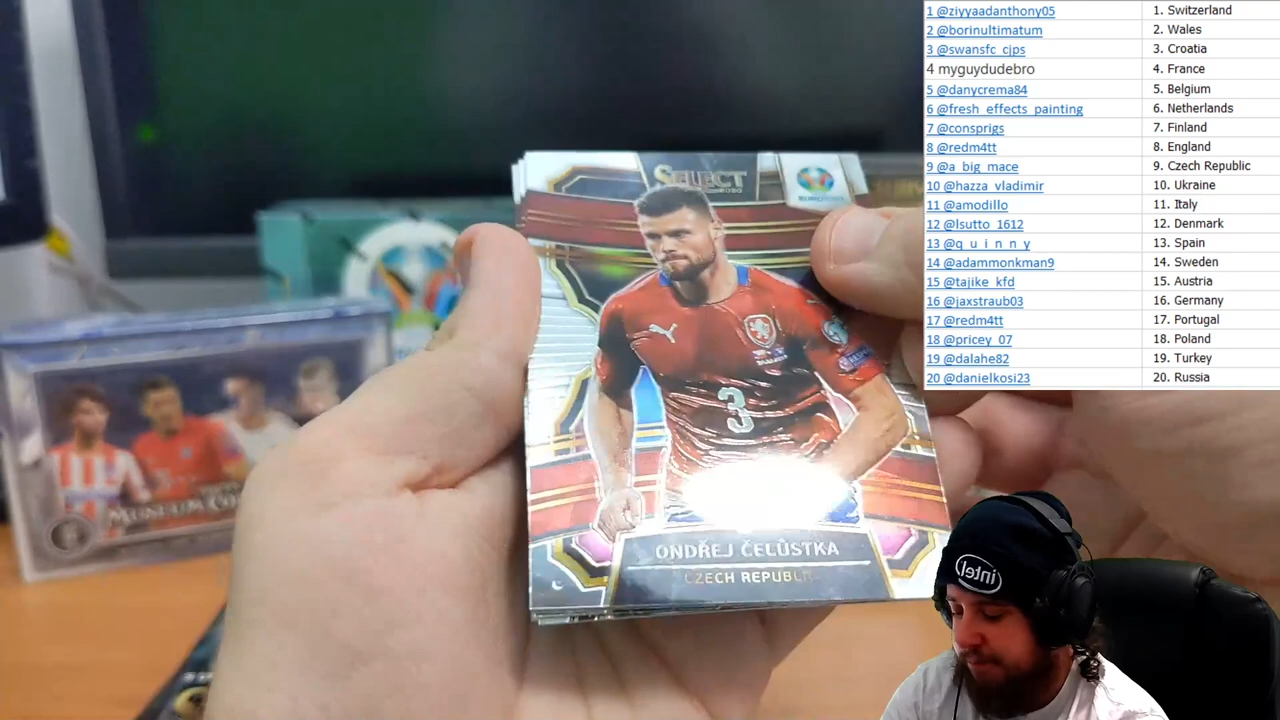 1 @ziyyaadanthony05 1. Switzerland
2 @borinultimatum 2. Wales
3 @swansfc_cjps 3. Croatia
4 myguydudebro 4. France
5 @danycrema84 5. Belgium
6 @fresh_effects_painting 6. Netherlands
7 @consprigs 7. Finland
8 @redm4tt 8. England
9 @a_big_mace 9. Czech Republic
10 @hazza_vladimir 10. Ukraine
11 @amodillo 11. Italy
12 @lsutto_1612 12. Denmark
13 @q_u_i_n_n_y 13. Spain
14 @adammonkman9 14. Sweden
15 @tajike_kfd 15. Austria
16 @jaxstraub03 16. Germany
17 @redm4tt 17. Portugal
18 @pricey_07 18. Poland
19 @dalahe82 19. Turkey
20 @danielkosi23 20. Russia
SELECT
3
ONDŘEJ ČELŮSTKA
CZECH REPUBLIC
MUSEUM
intel